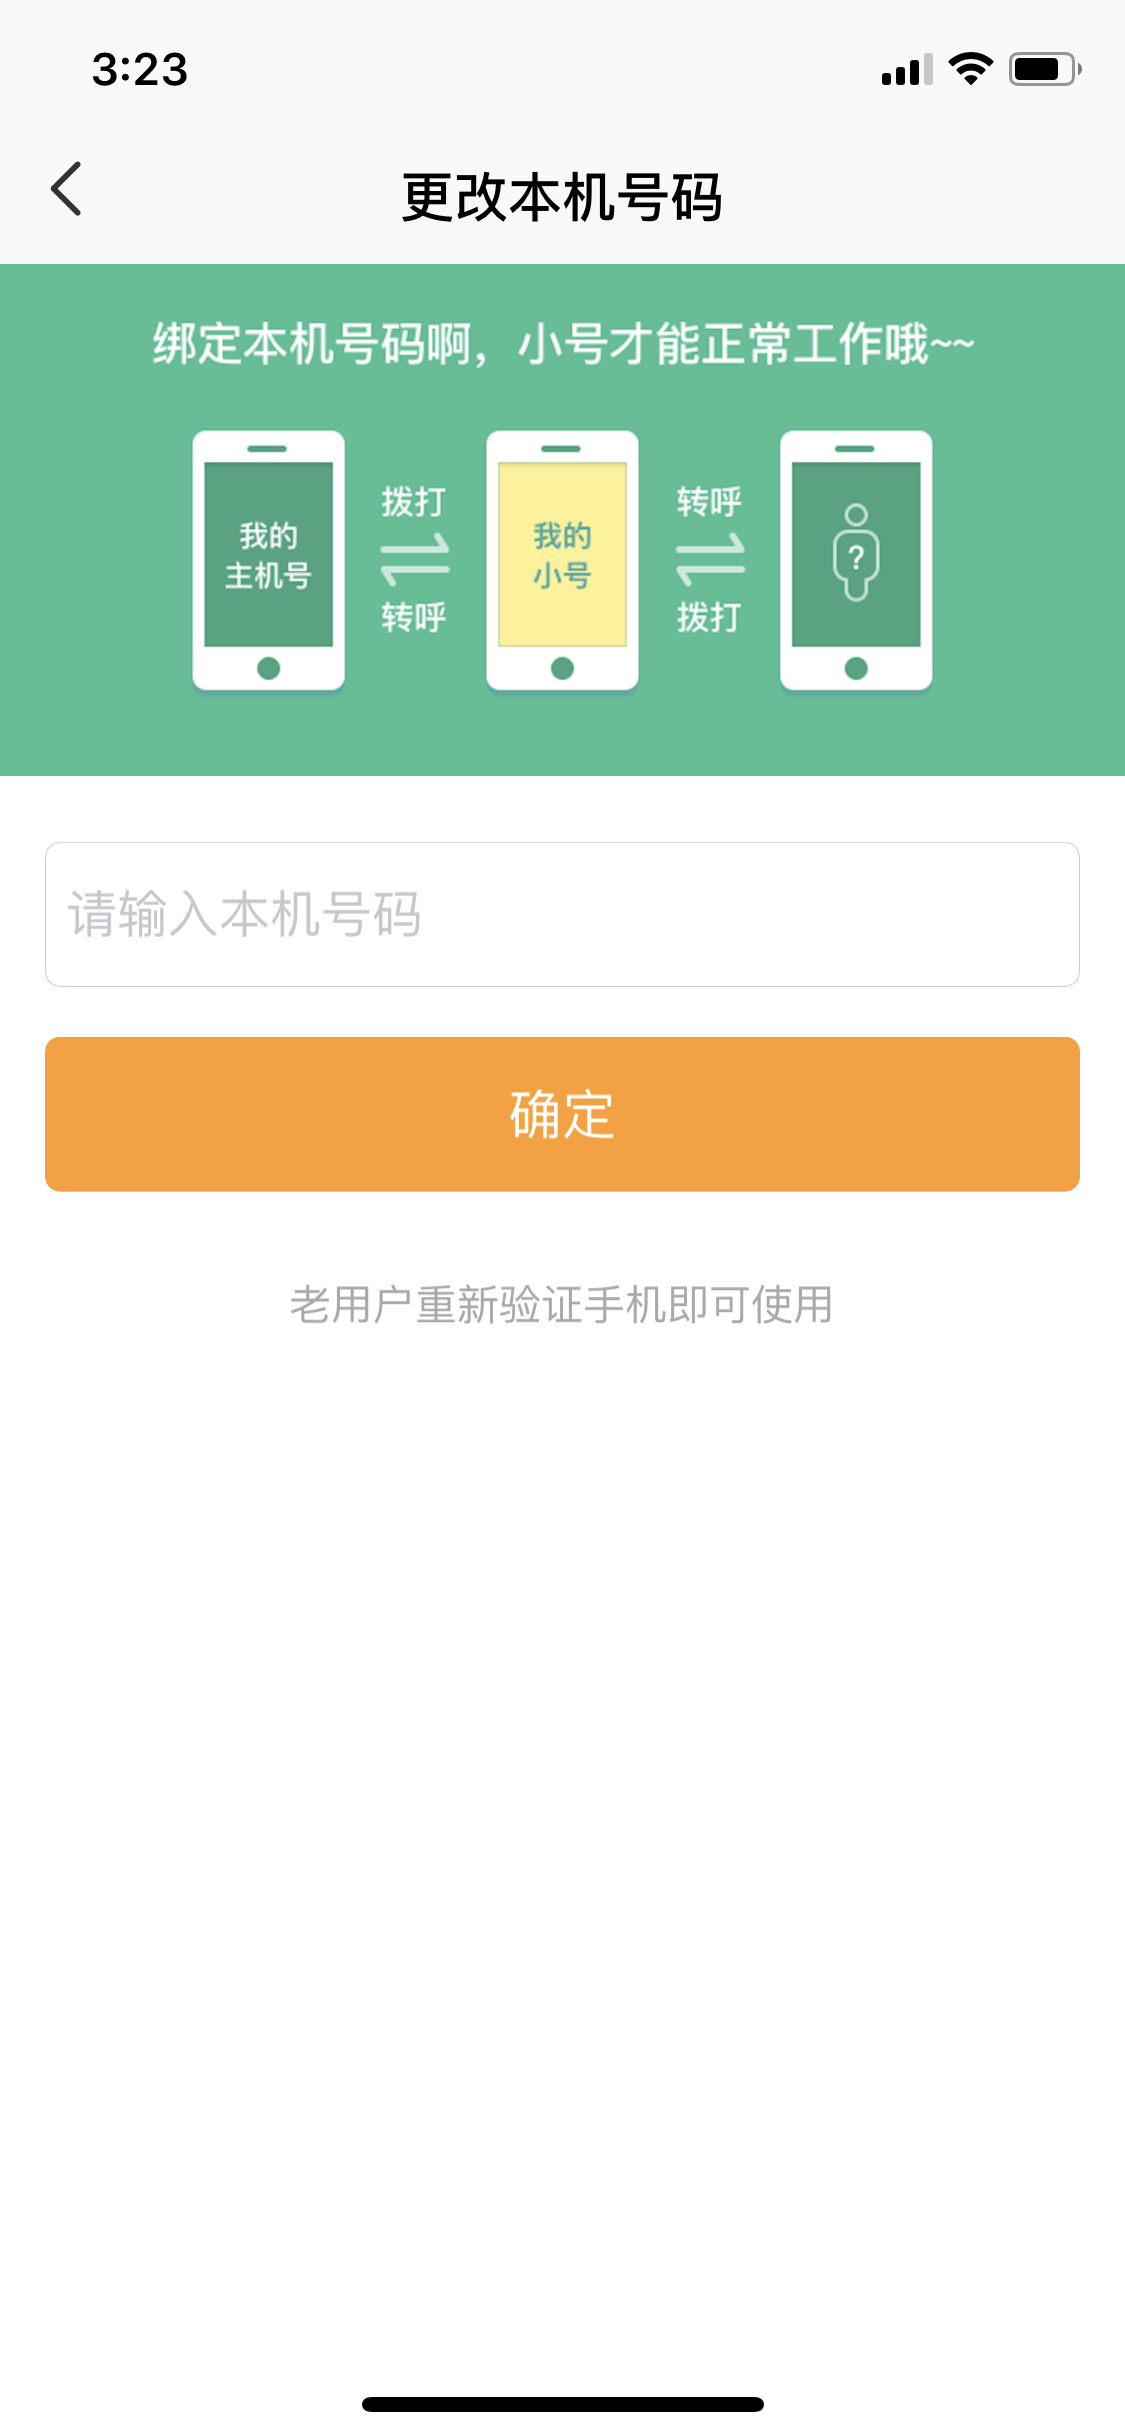 3:23
更改本机号码
绑定本机号码啊，小号才能正常工作哦~~
我的
主机号
拨打
转呼
我的
小号
转呼
拨打
?
请输入本机号码
确定
老用户重新验证手机即可使用